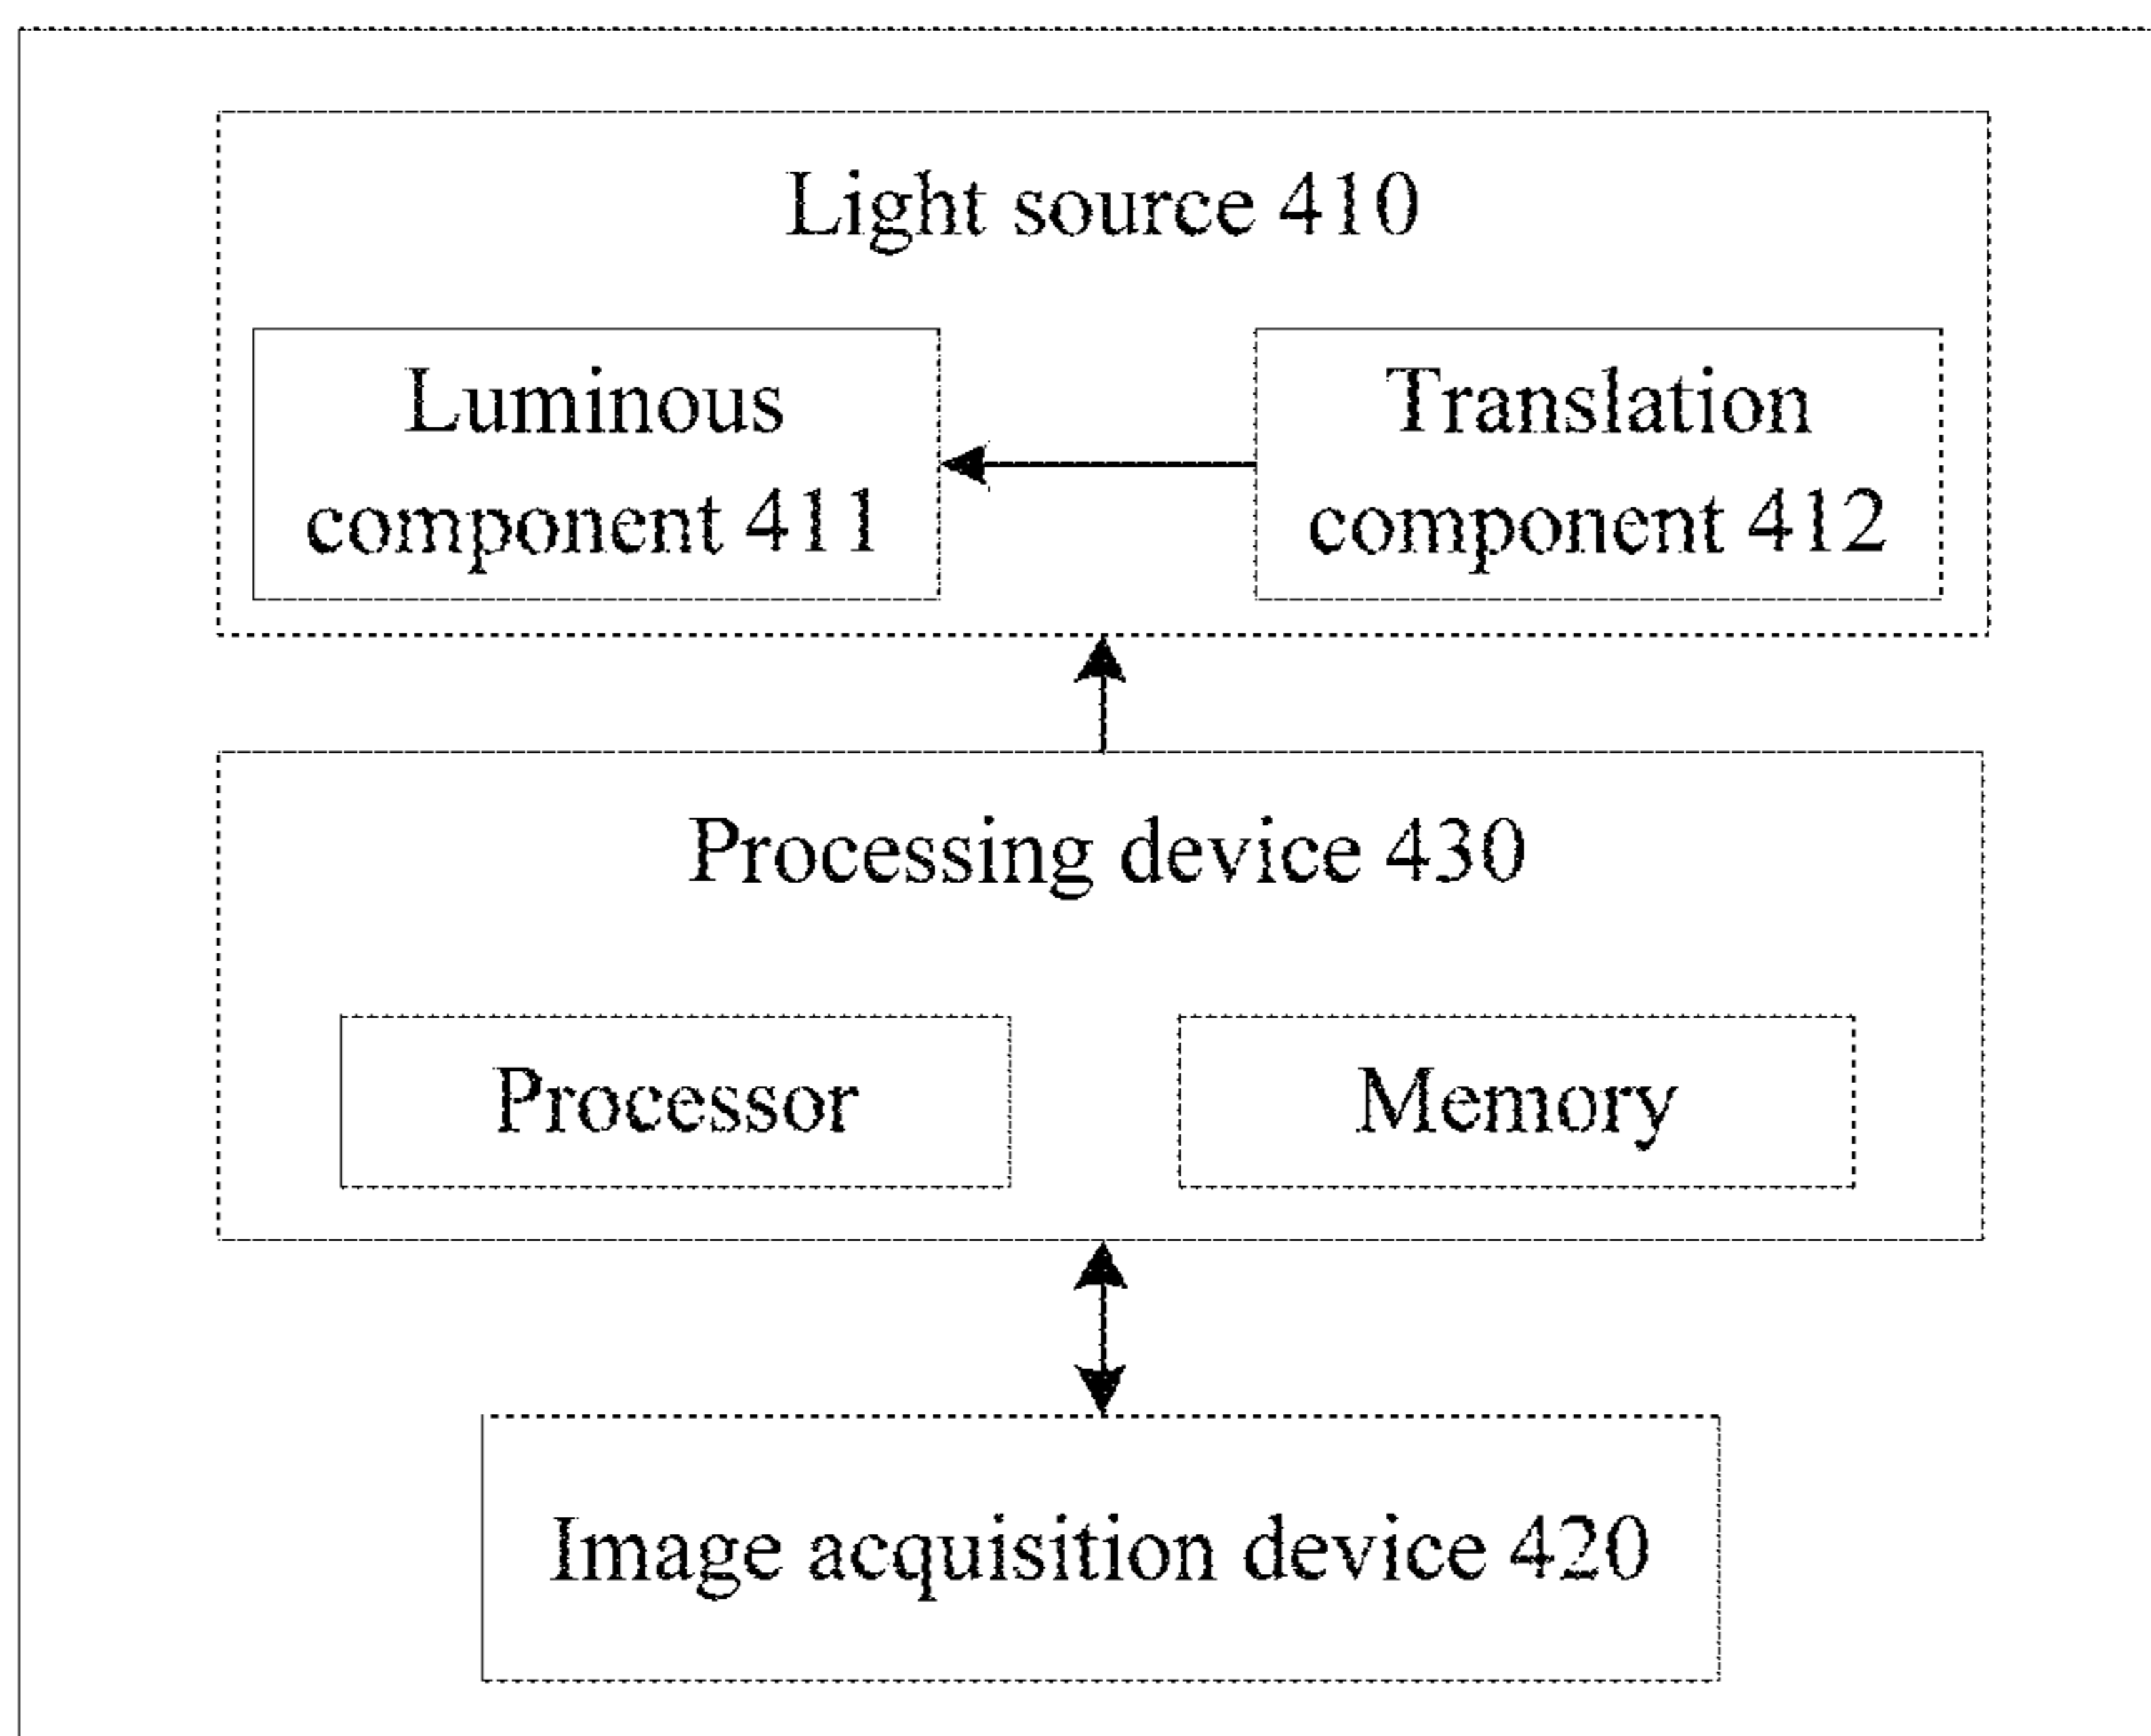 Light source 410
Luminous
component 411
Translation
component 412
Processing device 430
Processor
Memory
Image acquisition device 420